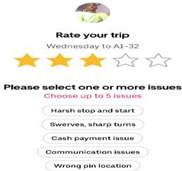 Rate your trip
Wednesday to A1-32
Please select one or more issues
Choose up to 5 issues
Harsh stop and start
Swerves, sharp turns
Cash payment issue
Communication issues
Wrong pin location